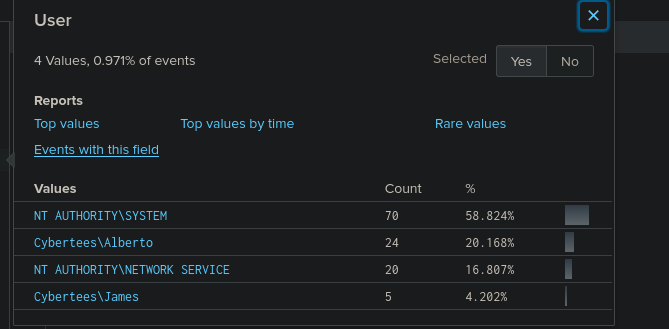 User
4 Values, 0.971% of events
Selected Yes No
Reports
Top values Top values by time Rare values
Events with this field
Values Count %
NT AUTHORITY\SYSTEM 70 58.824%
Cybertees\Alberto 24 20.168%
NT AUTHORITY\NETWORK SERVICE 20 16.807%
Cybertees\James 5 4.202%